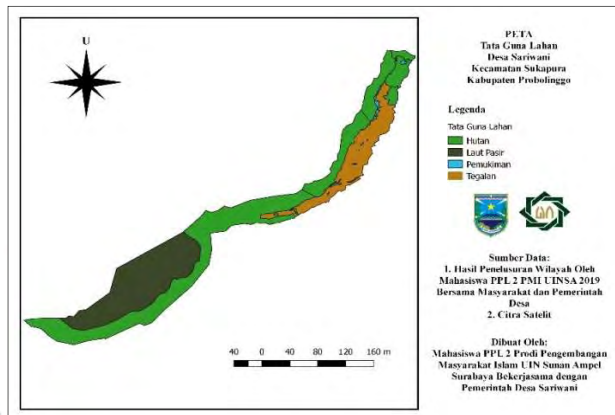 U
40 0 40 80 120 160 m
PETA
Tata Guna Lahan
Desa Sariwani
Kecamatan Sukapura
Kabupaten Probolinggo
Legenda
Tata Guna Lahan
Hutan
Laut Pasir
Pemukiman
Tegalan
Sumber Data:
1. Hasil Penelusuran Wilayah Oleh
Mahasiswa PPL 2 PMI UINSA 2019
Bersama Masyarakat dan Pemerintah
Desa
2. Citra Satelit
Dibuat Oleh:
Mahasiswa PPL 2 Prodi Pengembangan
Masyarakat Islam UIN Sunan Ampel
Surabaya Bekerjasama dengan
Pemerintah Desa Sariwani